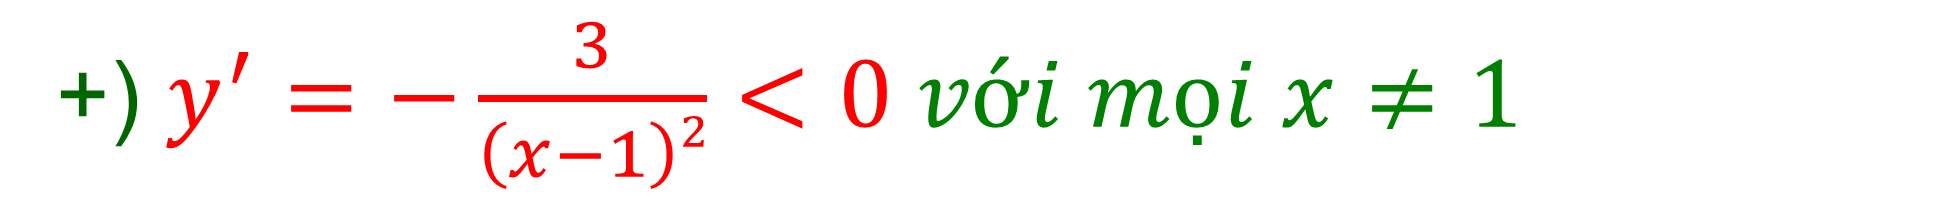 +) y′ = − 3/(x−1)² < 0 với mọi x ≠ 1